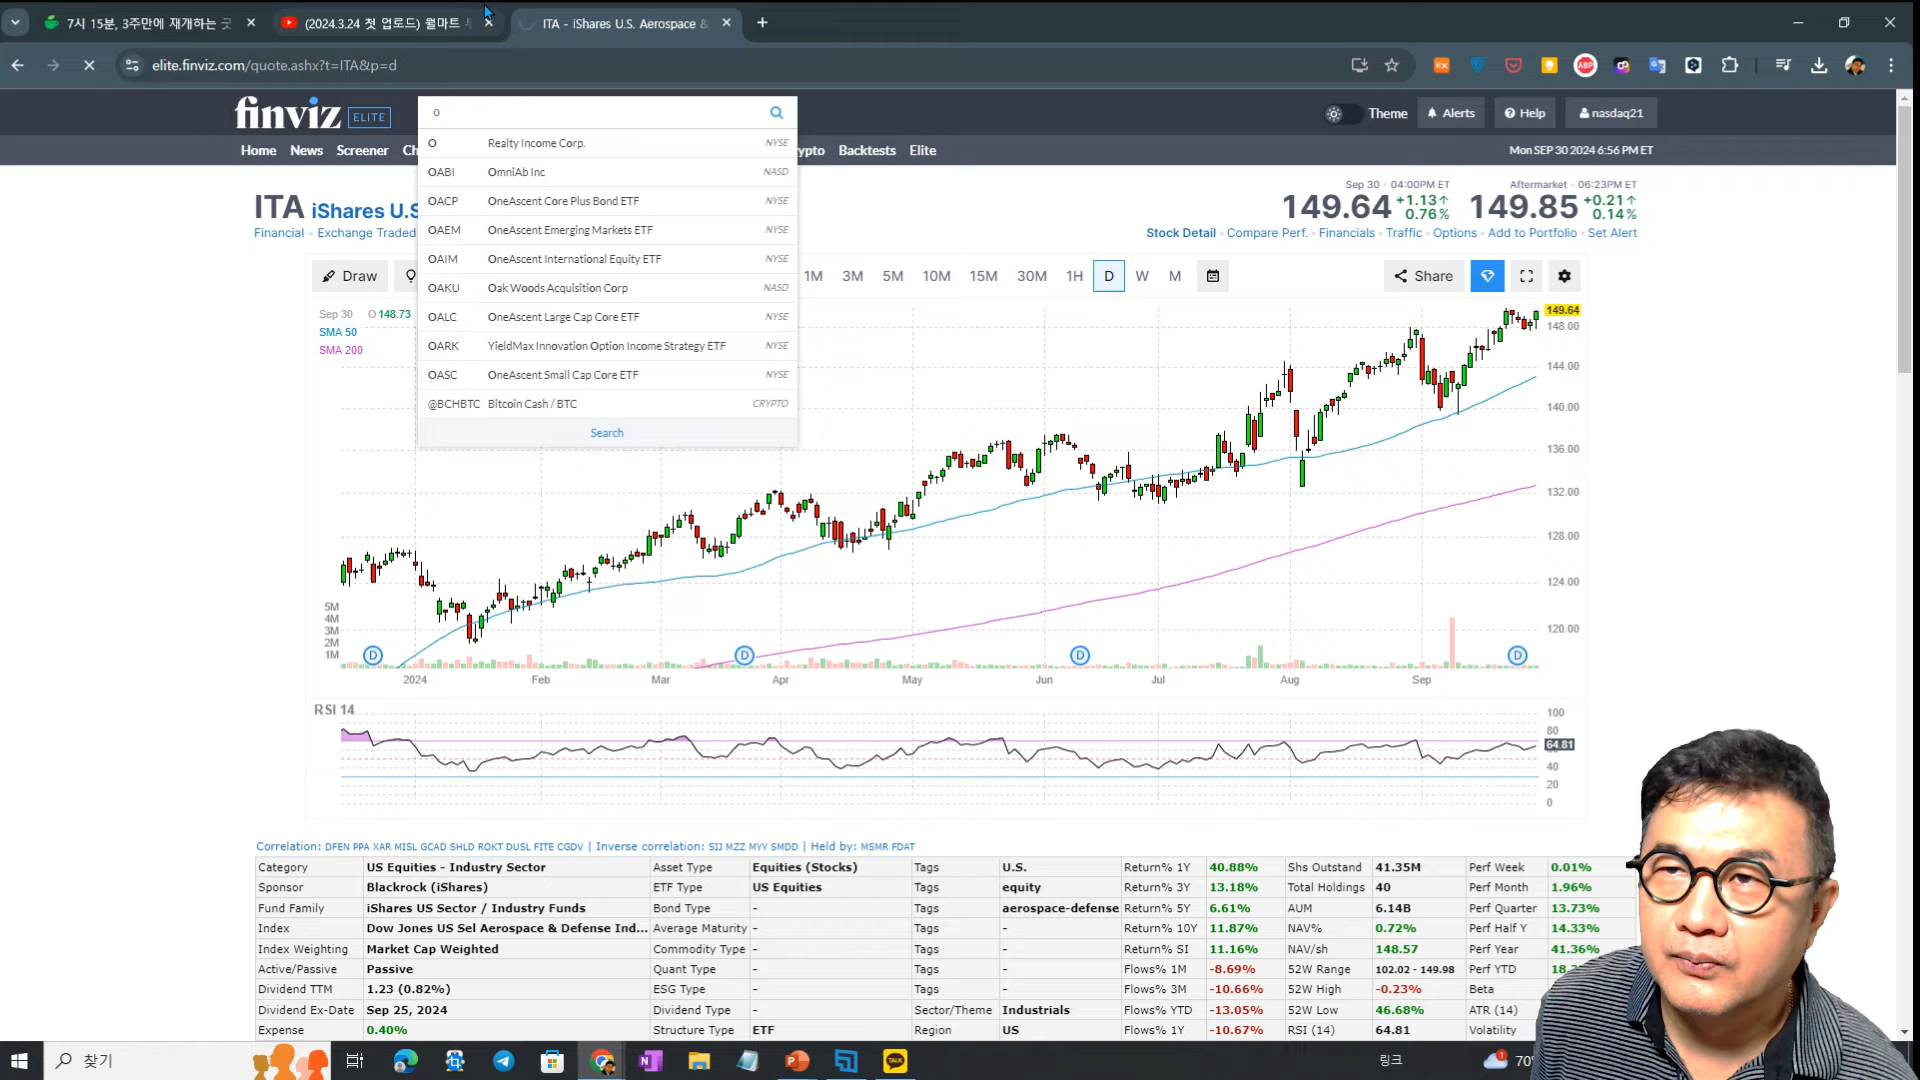 7시 15분, 3주만에 재개하는 굿
(2024.3.24 첫 업로드) 월마트
ITA - iShares U.S. Aerospace &
elite.finviz.com/quote.ashx?t=ITA&p=d
finviz ELITE
o
Theme Alerts Help nasdaq21
Home News Screener Ch
ypto Backtests Elite
Mon SEP 30 2024 6:56 PM ET
O Realty Income Corp. NYSE
OABI OmniAb Inc NASD
OACP OneAscent Core Plus Bond ETF NYSE
OAEM OneAscent Emerging Markets ETF NYSE
OAIM OneAscent International Equity ETF NYSE
OAKU Oak Woods Acquisition Corp NASD
OALC OneAscent Large Cap Core ETF NYSE
OARK YieldMax Innovation Option Income Strategy ETF NYSE
OASC OneAscent Small Cap Core ETF NYSE
@BCHBTC Bitcoin Cash / BTC CRYPTO
Search
ITA iShares U.S
Financial Exchange Traded
Sep 30 · 04:00PM ET
149.64 +1.13 0.76%
Aftermarket · 06:23PM ET
149.85 +0.21 0.14%
Stock Detail Compare Perf. Financials Traffic Options Add to Portfolio Set Alert
Draw
1M 3M 5M 10M 15M 30M 1H D W M
Share
Sep 30 O 148.73
SMA 50
SMA 200
149.64
148.00
144.00
140.00
136.00
132.00
128.00
124.00
120.00
5M
4M
3M
2M
1M
D D D D
2024 Feb Mar Apr May Jun Jul Aug Sep
RSI 14
100
80
64.81
40
20
0
Correlation: DFEN PPA XAR MISL GCAD SHLD ROKT DUSL FITE CGDV | Inverse correlation: SIJ MZZ MYY SMDD | Held by: MSMR FDAT
Category US Equities - Industry Sector Asset Type Equities (Stocks) Tags U.S. Return% 1Y 40.88% Shs Outstand 41.35M Perf Week 0.01%
Sponsor Blackrock (iShares) ETF Type US Equities Tags equity Return% 3Y 13.18% Total Holdings 40 Perf Month 1.96%
Fund Family iShares US Sector / Industry Funds Bond Type - Tags aerospace-defense Return% 5Y 6.61% AUM 6.14B Perf Quarter 13.73%
Index Dow Jones US Sel Aerospace & Defense Ind... Average Maturity - Tags - Return% 10Y 11.87% NAV% 0.72% Perf Half Y 14.33%
Index Weighting Market Cap Weighted Commodity Type - Tags - Return% SI 11.16% NAV/sh 148.57 Perf Year 41.36%
Active/Passive Passive Quant Type - Tags - Flows% 1M -8.69% 52W Range 102.02 - 149.98 Perf YTD 18.
Dividend TTM 1.23 (0.82%) ESG Type - Tags - Flows% 3M -10.66% 52W High -0.23% Beta
Dividend Ex-Date Sep 25, 2024 Dividend Type - Sector/Theme Industrials Flows% YTD -13.05% 52W Low 46.68% ATR (14)
Expense 0.40% Structure Type ETF Region US Flows% 1Y -10.67% RSI (14) 64.81 Volatility
찾기
링크
70°